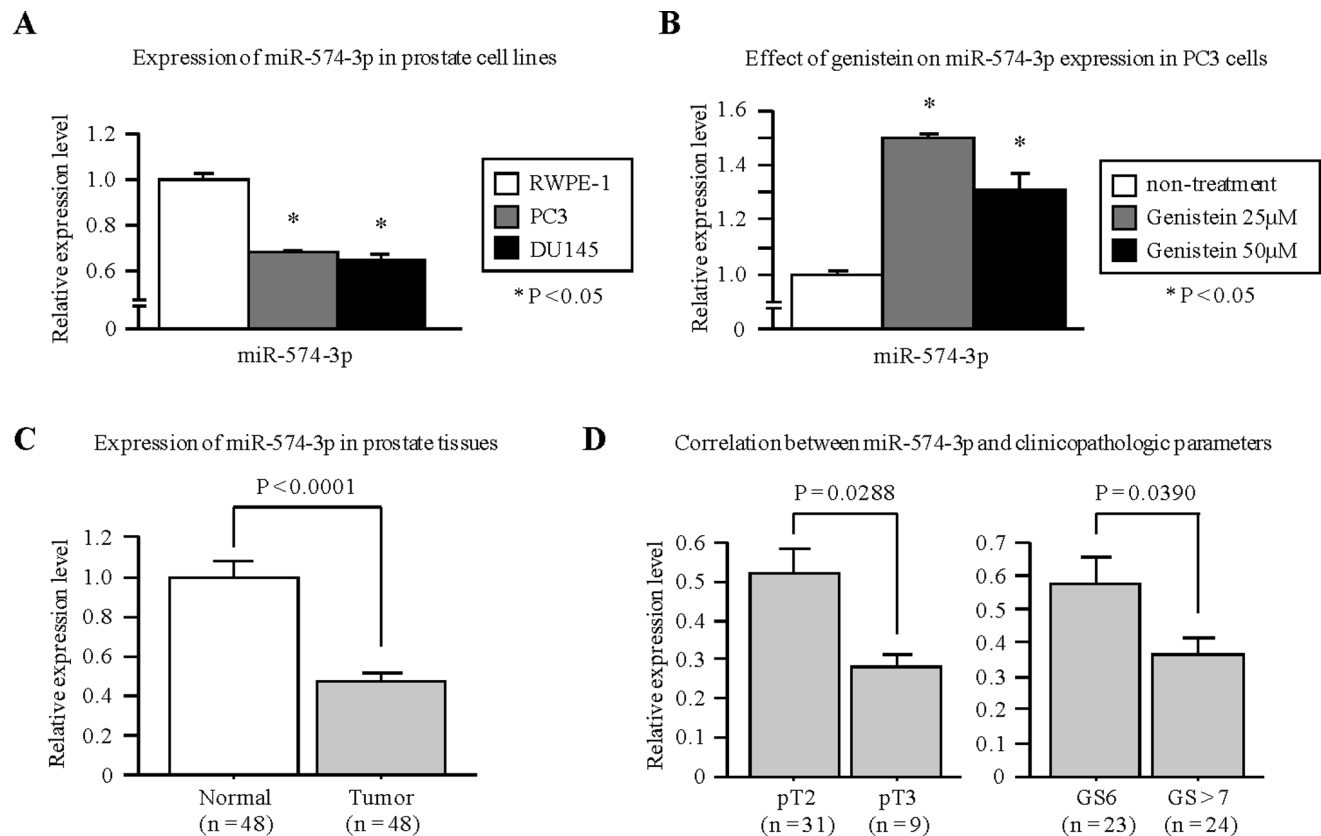 A
Expression of miR-574-3p in prostate cell lines
Relative expression level
1.2
1.0
0.8
0.6
0
*
*
miR-574-3p
RWPE-1
PC3
DU145
* P<0.05
B
Effect of genistein on miR-574-3p expression in PC3 cells
Relative expression level
1.6
1.4
1.2
1.0
0
*
*
miR-574-3p
non-treatment
Genistein 25μM
Genistein 50μM
* P<0.05
C
Expression of miR-574-3p in prostate tissues
P<0.0001
Relative expression level
1.2
1.0
0.8
0.6
0.4
0.2
0
Normal
(n=48)
Tumor
(n=48)
D
Correlation between miR-574-3p and clinicopathologic parameters
P=0.0288
Relative expression level
0.6
0.5
0.4
0.3
0.2
0.1
0
pT2
(n=31)
pT3
(n=9)
P=0.0390
0.7
0.6
0.5
0.4
0.3
0.2
0.1
0
GS6
(n=23)
GS>7
(n=24)